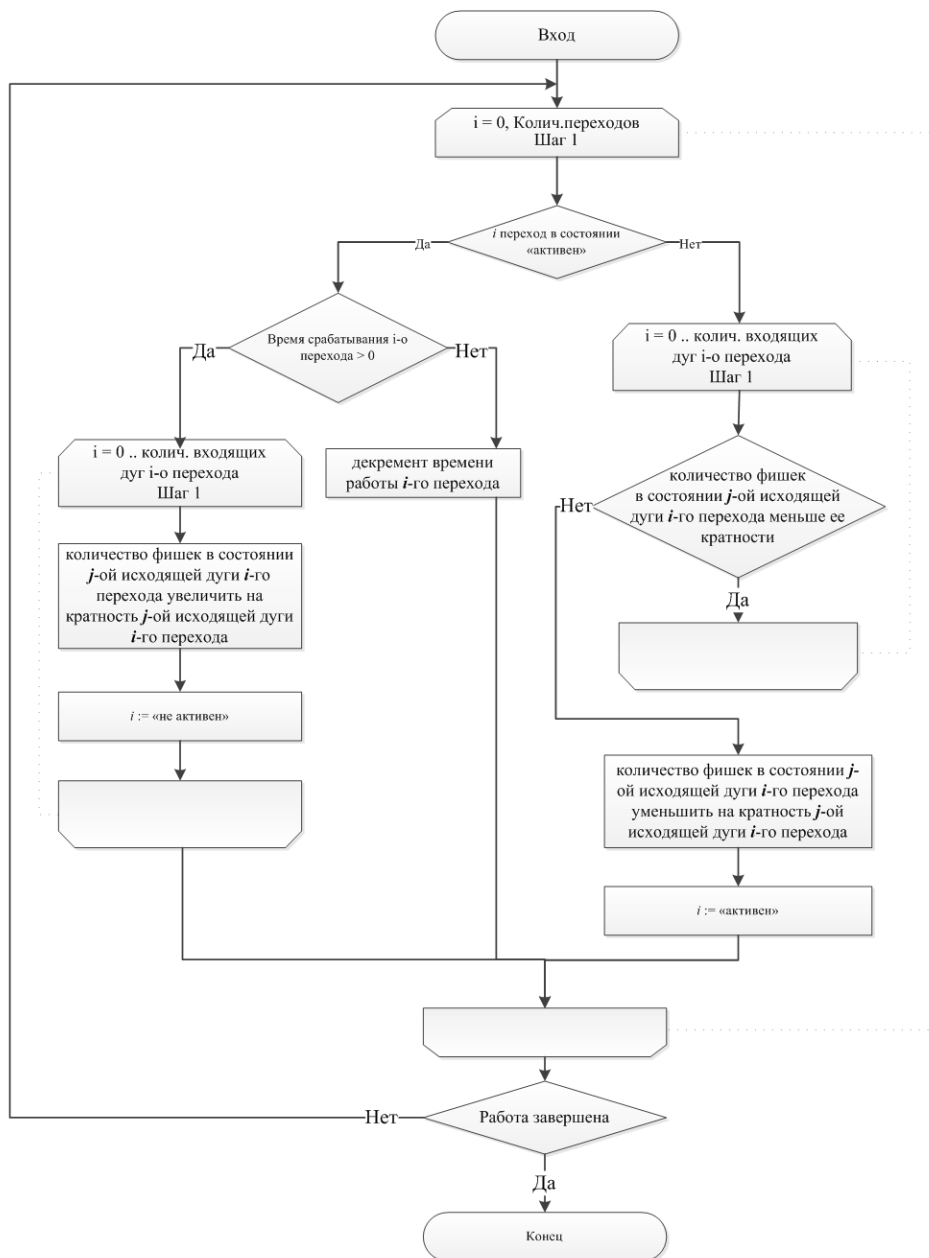 Вход
i = 0, Колич.переходов
Шаг 1
i переход в состоянии
«активен»
Да
Нет
Время срабатывания i-о
перехода > 0
Да
Нет
i = 0 .. колич. входящих
дуг i-о перехода
Шаг 1
i = 0 .. колич. входящих
дуг i-о перехода
Шаг 1
декремент времени
работы i-го перехода
количество фишек
в состоянии j-ой исходящей
дуги i-го перехода меньше ее
кратности
Нет
Да
количество фишек в состоянии
j-ой исходящей дуги i-го
перехода увеличить на
кратность j-ой исходящей дуги
i-го перехода
i := «не активен»
количество фишек в состоянии j-
ой исходящей дуги i-го перехода
уменьшить на кратность j-ой
исходящей дуги i-го перехода
i := «активен»
Нет
Работа завершена
Да
Конец